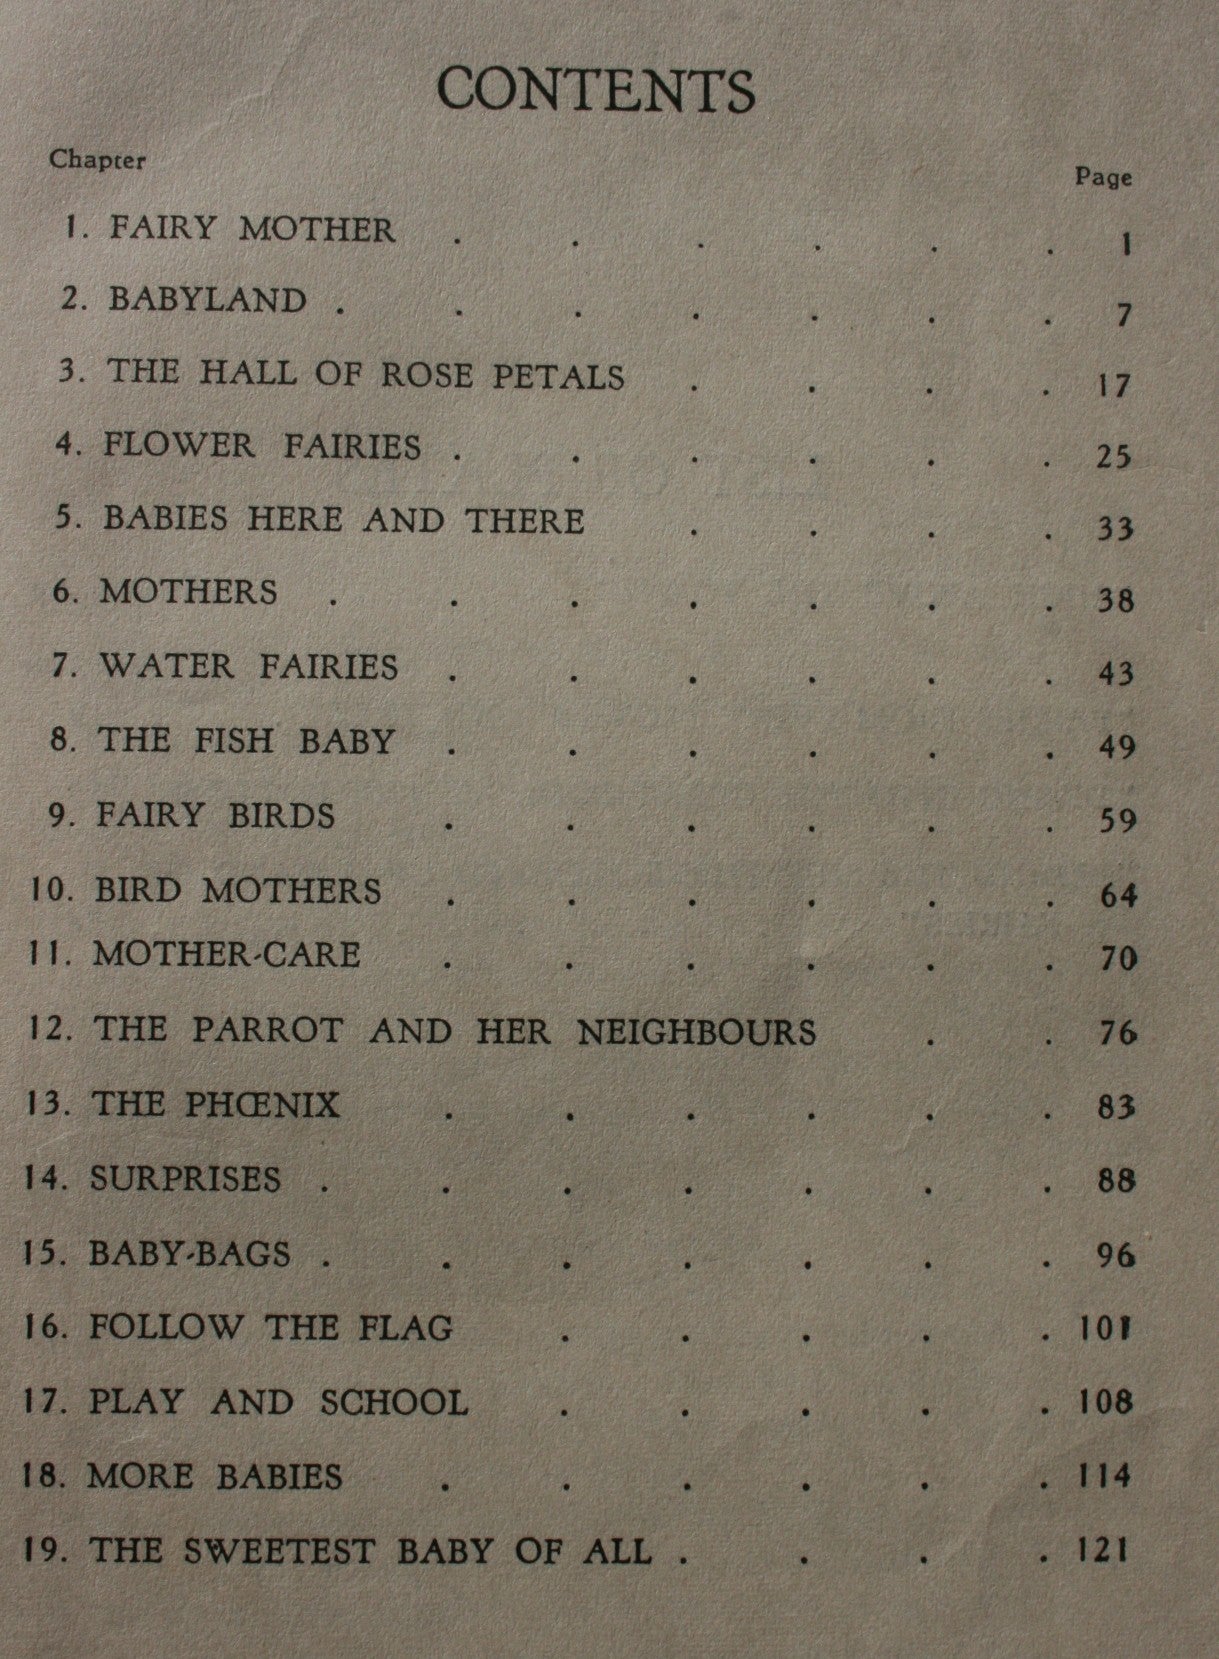 CONTENTS
Chapter Page
1. FAIRY MOTHER . . . . . . 1
2. BABYLAND . . . . . . . 7
3. THE HALL OF ROSE PETALS . . . . 17
4. FLOWER FAIRIES . . . . . . 25
5. BABIES HERE AND THERE . . . . 33
6. MOTHERS . . . . . . . 38
7. WATER FAIRIES . . . . . . 43
8. THE FISH BABY . . . . . . 49
9. FAIRY BIRDS . . . . . . 59
10. BIRD MOTHERS . . . . . . 64
11. MOTHER-CARE . . . . . . 70
12. THE PARROT AND HER NEIGHBOURS . . 76
13. THE PHŒNIX . . . . . . 83
14. SURPRISES . . . . . . . 88
15. BABY-BAGS . . . . . . . 96
16. FOLLOW THE FLAG . . . . . 101
17. PLAY AND SCHOOL . . . . . 108
18. MORE BABIES . . . . . . 114
19. THE SWEETEST BABY OF ALL . . . . 121